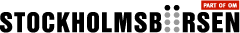 PART OF OM
STOCKHOLMSBÖRSEN